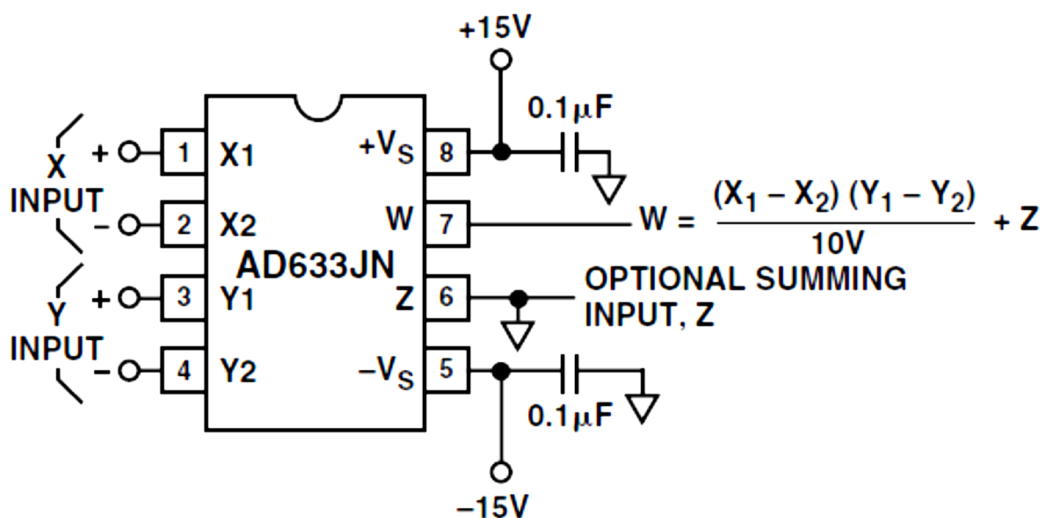 +15V
0.1µF
X
INPUT
+
–
1
X1
+VS
8
2
X2
W
7
W = (X1 – X2) (Y1 – Y2) / 10V + Z
AD633JN
Y
INPUT
+
–
3
Y1
Z
6
OPTIONAL SUMMING
INPUT, Z
4
Y2
–VS
5
0.1µF
–15V